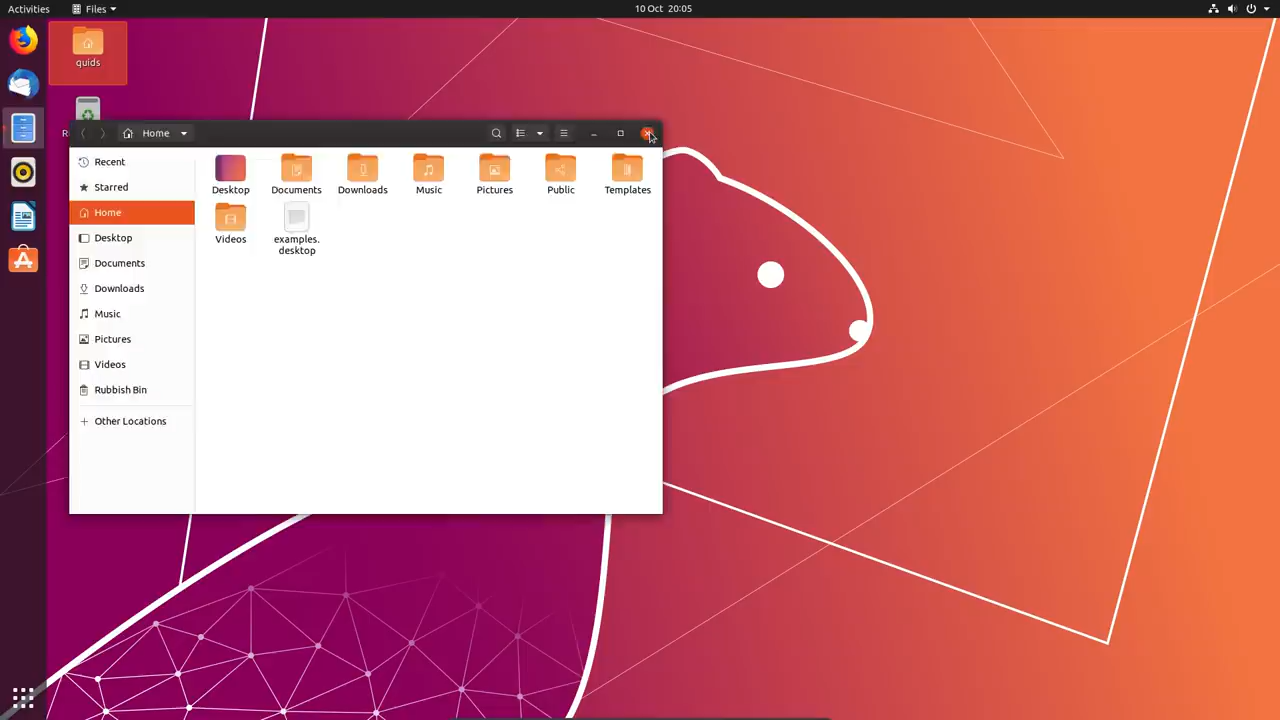 Activities
Files
10 Oct 20:05
quids
R
Home
Recent
Starred
Home
Desktop
Documents
Downloads
Music
Pictures
Videos
Rubbish Bin
Other Locations
Desktop
Documents
Downloads
Music
Pictures
Public
Templates
Videos
examples.
desktop